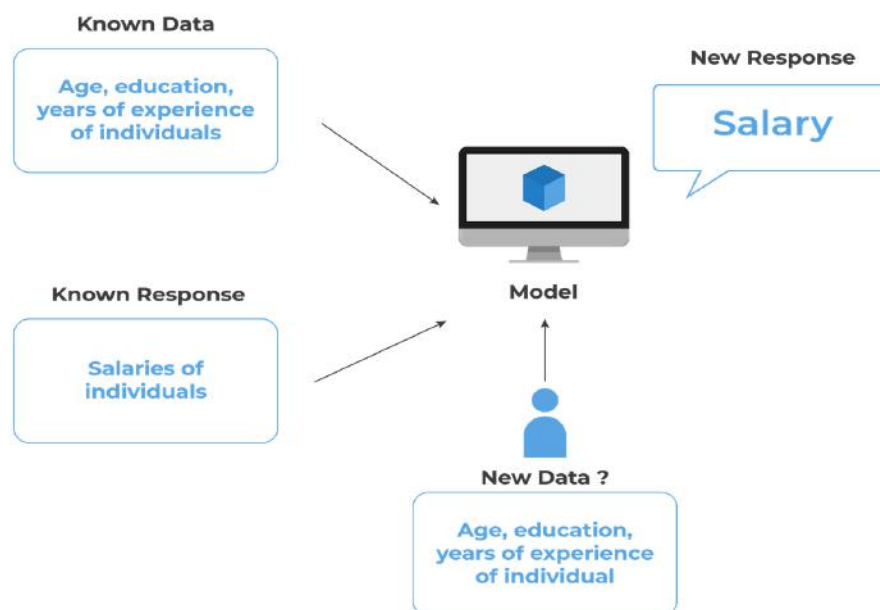 Known Data
Age, education,
years of experience
of individuals
New Response
Salary
Known Response
Salaries of
individuals
Model
New Data ?
Age, education,
years of experience
of individual